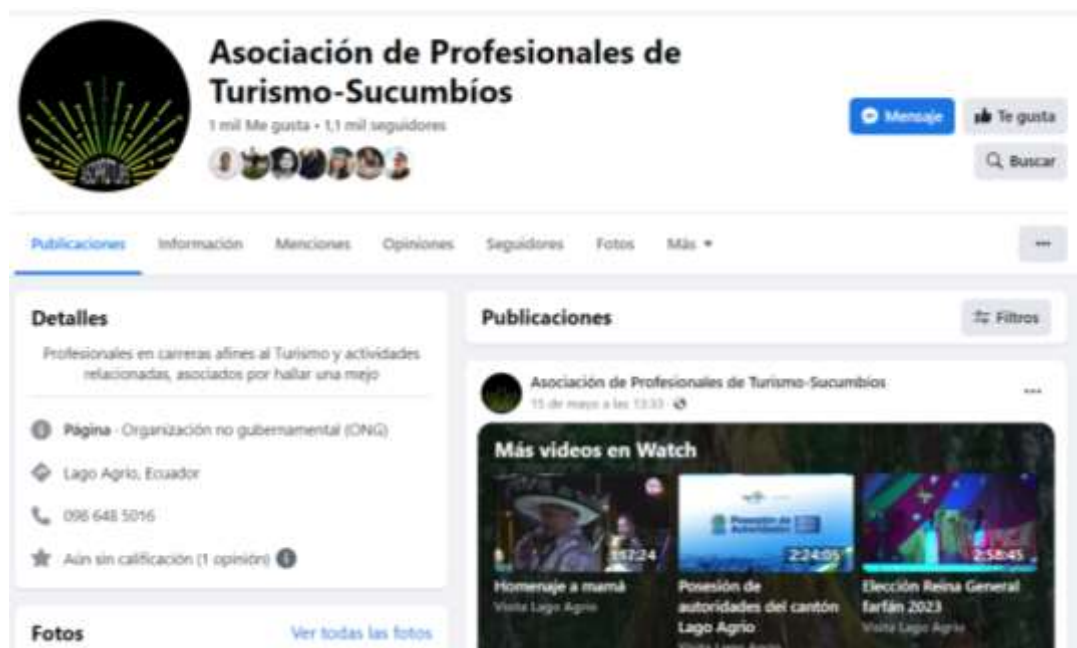 Asociación de Profesionales de
Turismo-Sucumbíos
1 mil Me gusta • 1,1 mil seguidores
Mensaje
Te gusta
Buscar
Publicaciones
Información
Menciones
Opiniones
Seguidores
Fotos
Más
Detalles
Profesionales en carreras afines al Turismo y actividades
relacionadas, asociados por hallar una mejo
Página · Organización no gubernamental (ONG)
Lago Agrio, Ecuador
098 648 5016
Aún sin calificación (1 opinión)
Fotos
Ver todas las fotos
Publicaciones
Filtros
Asociación de Profesionales de Turismo-Sucumbíos
15 de mayo a las 13:33
Más videos en Watch
2:24:05
2:58:45
Homenaje a mamá
Visita Lago Agrio
Posesión de
autoridades del cantón
Lago Agrio
Visita Lago Agrio
Elección Reina General
farfán 2023
Visita Lago Agrio